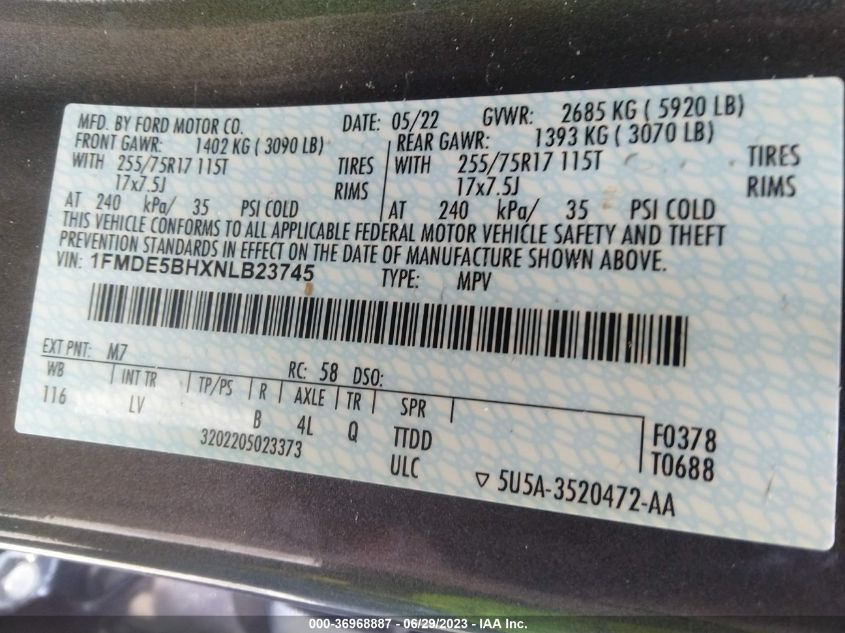 MFD. BY FORD MOTOR CO. DATE: 05/22 GVWR: 2685 KG ( 5920 LB)
FRONT GAWR: 1402 KG ( 3090 LB) REAR GAWR: 1393 KG ( 3070 LB)
WITH 255/75R17 115T TIRES WITH 255/75R17 115T TIRES
17x7.5J RIMS 17x7.5J RIMS
AT 240 kPa/ 35 PSI COLD AT 240 kPa/ 35 PSI COLD
THIS VEHICLE CONFORMS TO ALL APPLICABLE FEDERAL MOTOR VEHICLE SAFETY AND THEFT
PREVENTION STANDARDS IN EFFECT ON THE DATE OF MANUFACTURE SHOWN ABOVE.
VIN: 1FMDE5BHXNLB23745 TYPE: MPV
EXT PNT: M7 RC: 58 DSO:
WB INT TR TP/PS R AXLE TR SPR
116 LV B 4L Q TTDD F0378
3202205023373 ULC T0688
▽ 5U5A-3520472-AA
000-36968887 - 06/29/2023 - IAAI Inc.